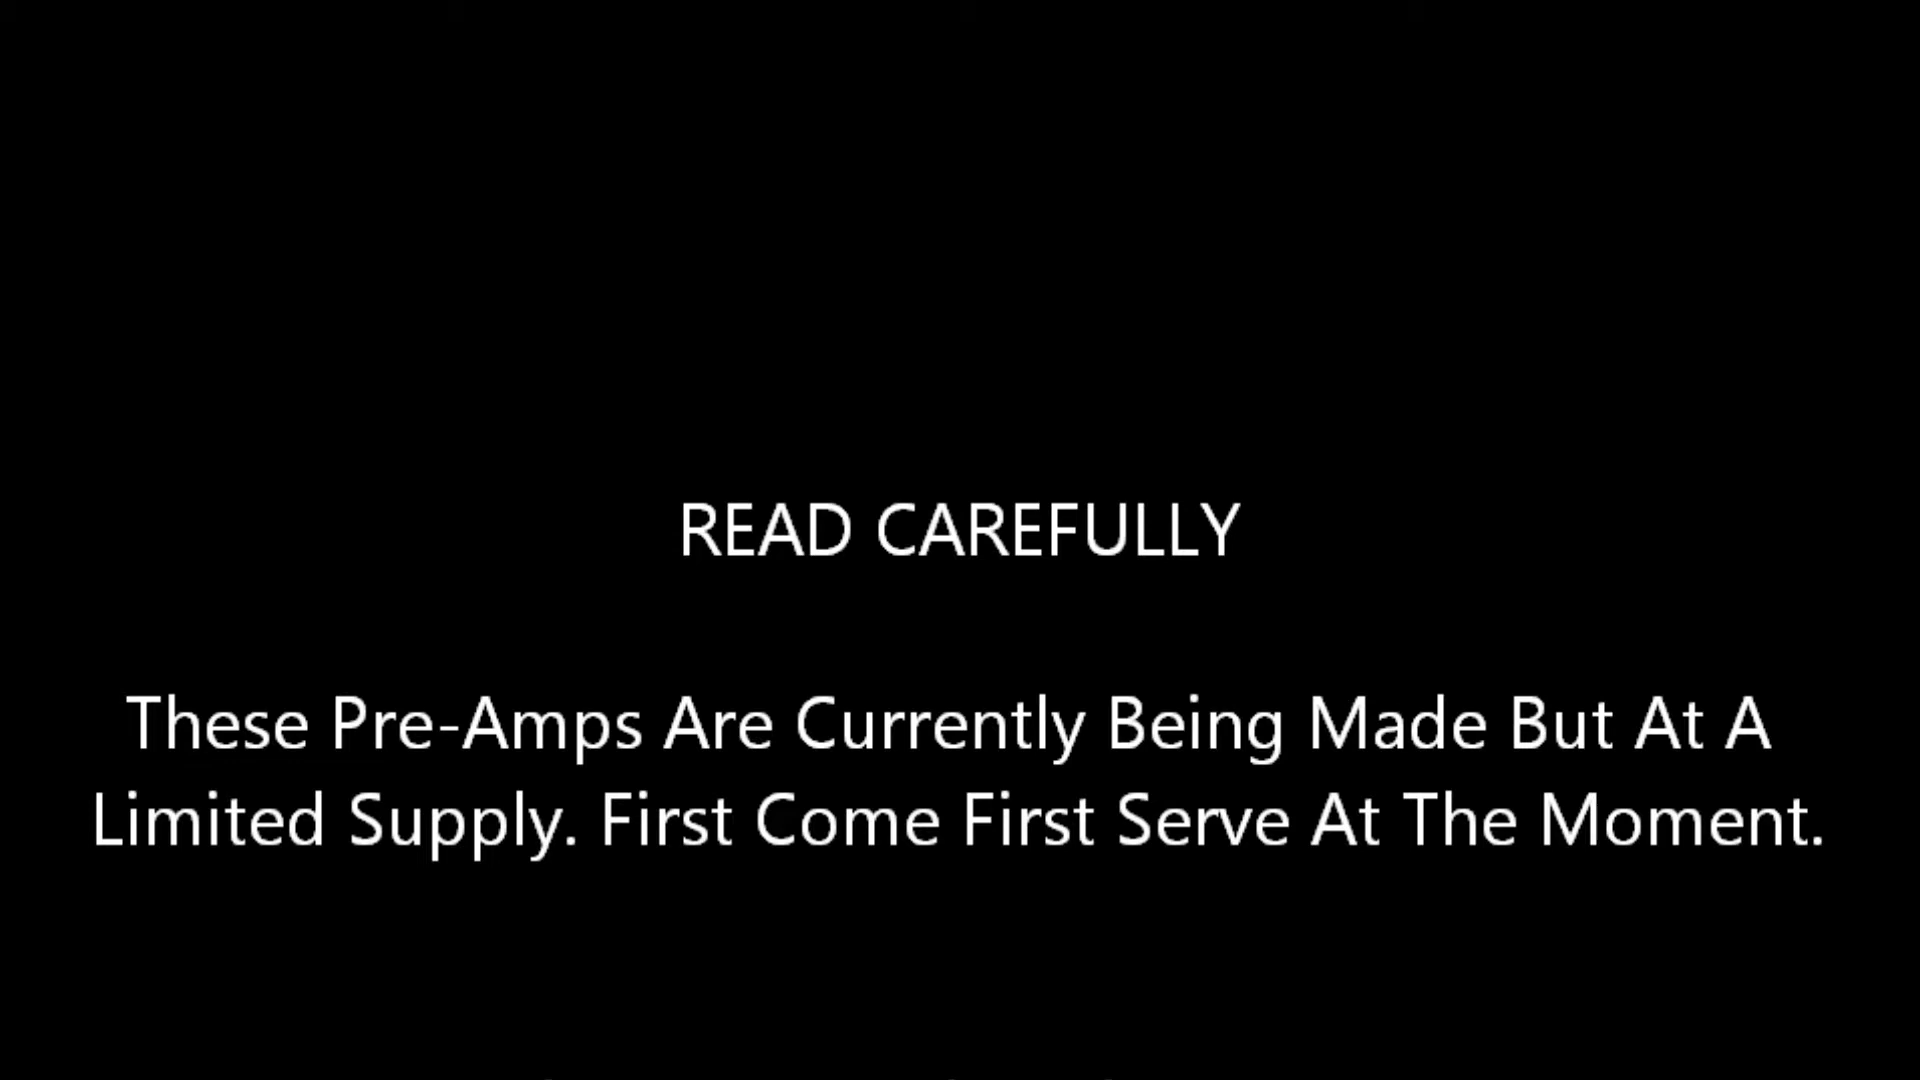 READ CAREFULLY
These Pre-Amps Are Currently Being Made But At A
Limited Supply. First Come First Serve At The Moment.